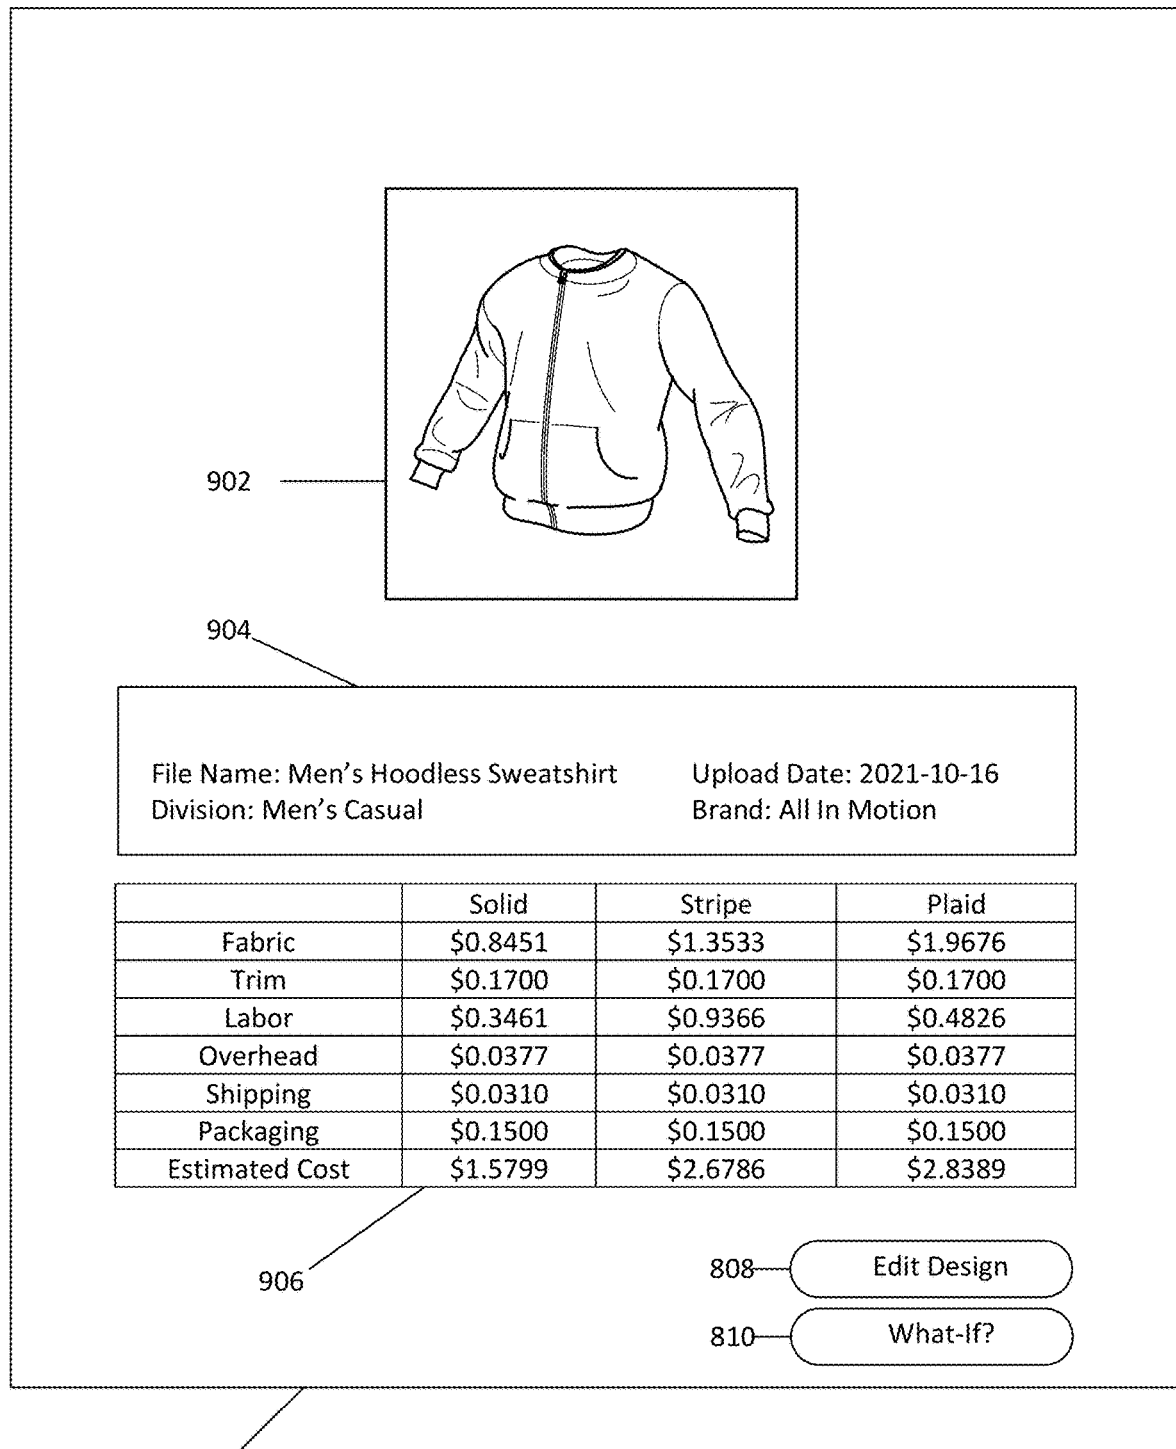 902
904
File Name: Men's Hoodless Sweatshirt Upload Date: 2021-10-16
Division: Men's Casual Brand: All In Motion
Solid Stripe Plaid
Fabric $0.8451 $1.3533 $1.9676
Trim $0.1700 $0.1700 $0.1700
Labor $0.3461 $0.9366 $0.4826
Overhead $0.0377 $0.0377 $0.0377
Shipping $0.0310 $0.0310 $0.0310
Packaging $0.1500 $0.1500 $0.1500
Estimated Cost $1.5799 $2.6786 $2.8389
906
808 Edit Design
810 What-If?